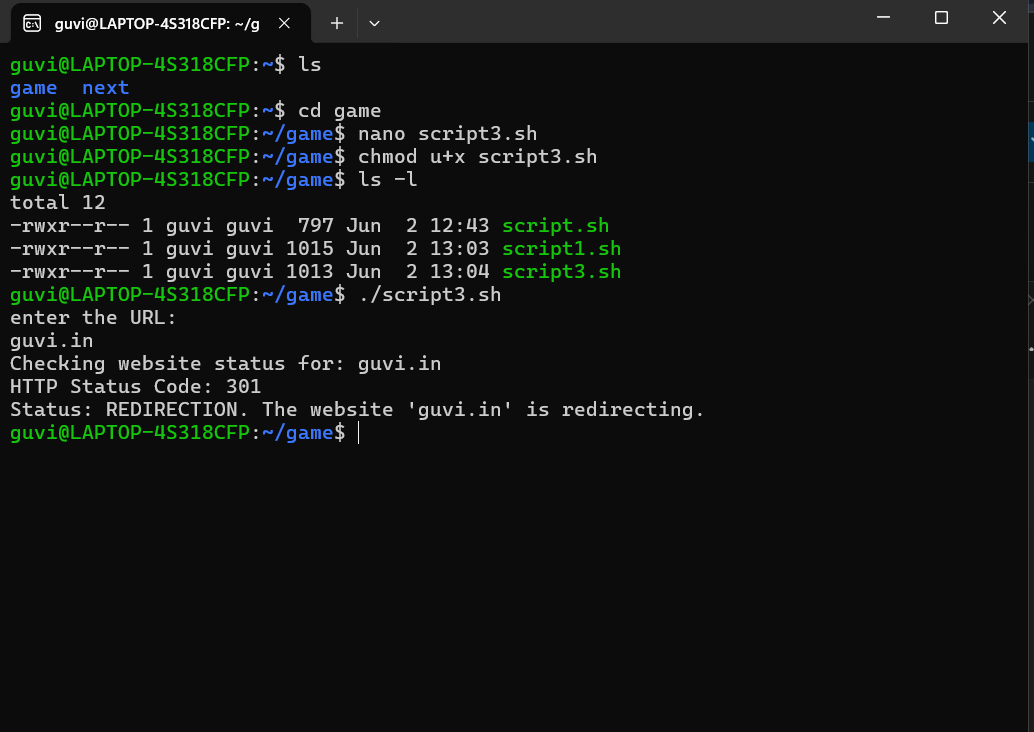 guvi@LAPTOP-4S318CFP: ~/g
guvi@LAPTOP-4S318CFP:~$ ls
game  next
guvi@LAPTOP-4S318CFP:~$ cd game
guvi@LAPTOP-4S318CFP:~/game$ nano script3.sh
guvi@LAPTOP-4S318CFP:~/game$ chmod u+x script3.sh
guvi@LAPTOP-4S318CFP:~/game$ ls -l
total 12
-rwxr--r-- 1 guvi guvi  797 Jun  2 12:43 script.sh
-rwxr--r-- 1 guvi guvi 1015 Jun  2 13:03 script1.sh
-rwxr--r-- 1 guvi guvi 1013 Jun  2 13:04 script3.sh
guvi@LAPTOP-4S318CFP:~/game$ ./script3.sh
enter the URL:
guvi.in
Checking website status for: guvi.in
HTTP Status Code: 301
Status: REDIRECTION. The website 'guvi.in' is redirecting.
guvi@LAPTOP-4S318CFP:~/game$